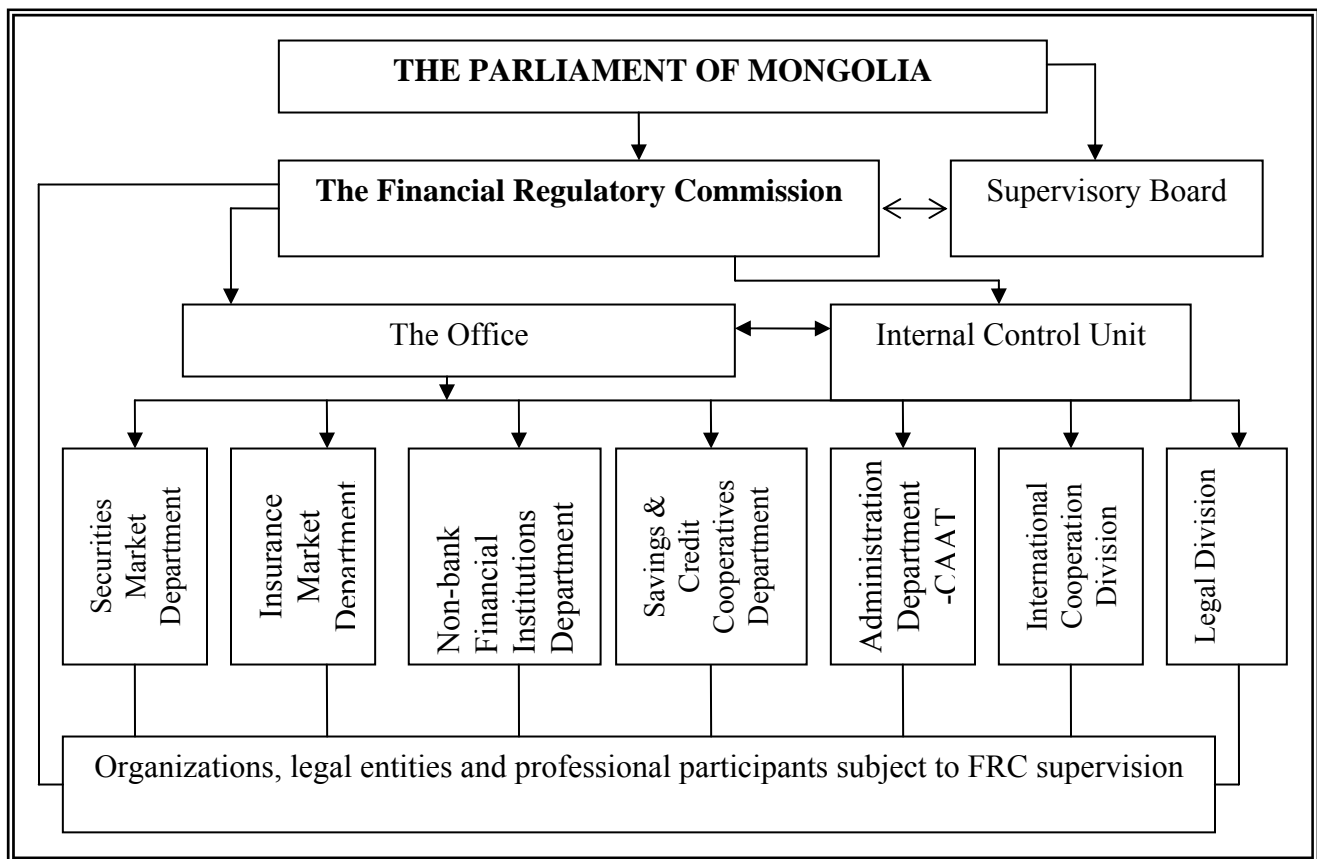 THE PARLIAMENT OF MONGOLIA
The Financial Regulatory Commission
Supervisory Board
The Office
Internal Control Unit
Securities
Market
Department
Insurance
Market
Department
Non-bank
Financial
Institutions
Department
Savings &
Credit
Cooperatives
Department
Administration
Department
-CAAT
International
Cooperation
Division
Legal Division
Organizations, legal entities and professional participants subject to FRC supervision